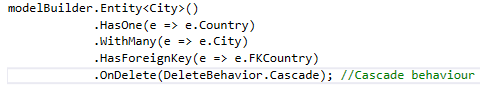 modelBuilder.Entity<City>()
.HasOne(e => e.Country)
.WithMany(e => e.City)
.HasForeignKey(e => e.FKCountry)
.OnDelete(DeleteBehavior.Cascade); //Cascade behaviour